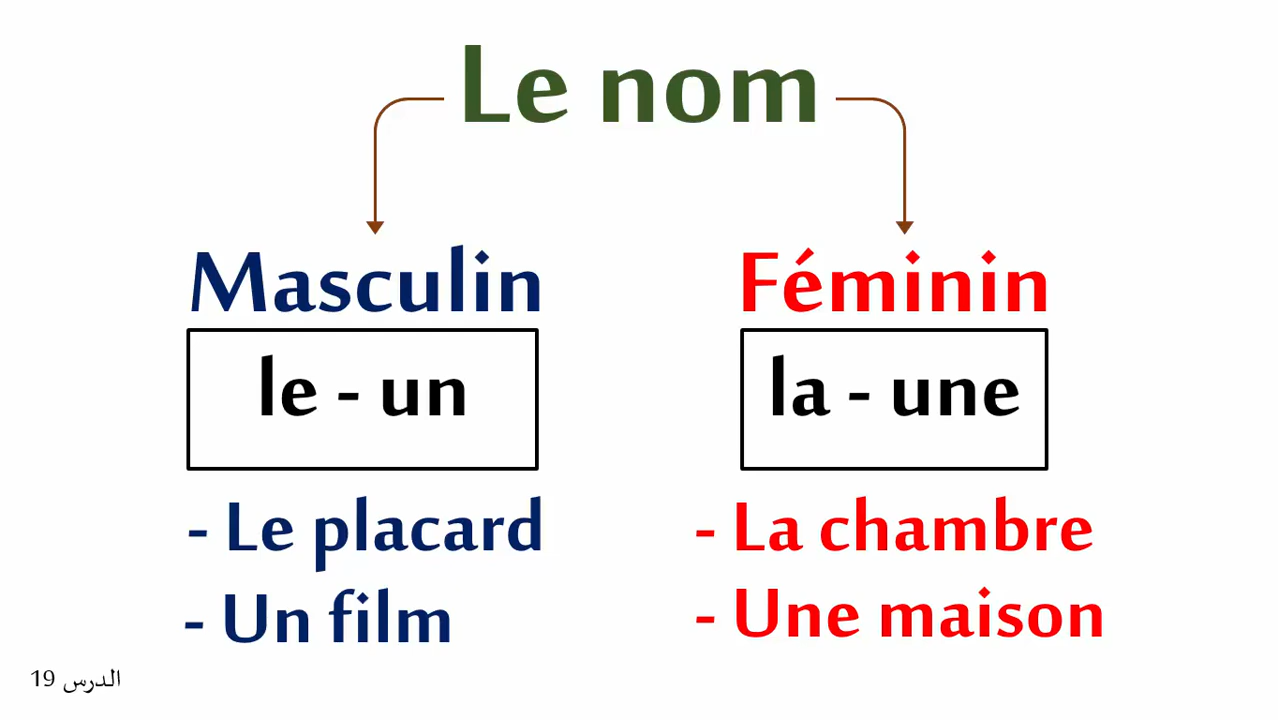 Le nom
Masculin
le - un
- Le placard
- Un film
Féminin
la - une
- La chambre
- Une maison
الدرس 19